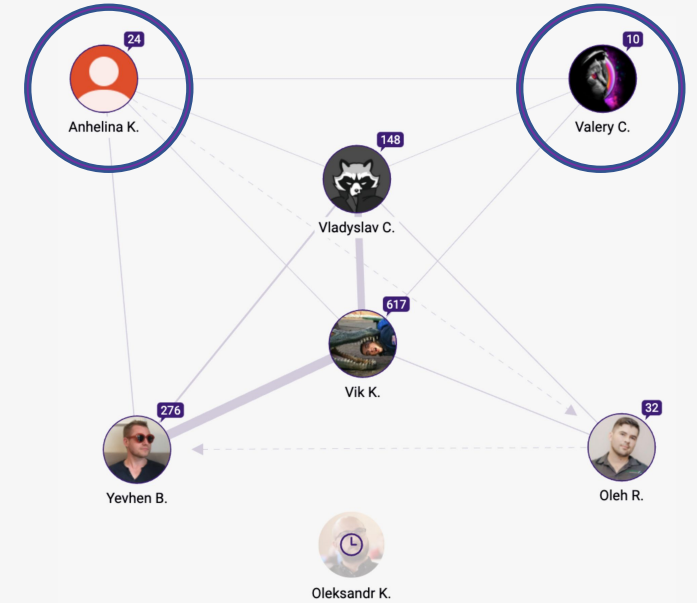 24
10
Anhelina K.
Valery C.
148
Vladyslav C.
617
Vik K.
276
32
Yevhen B.
Oleh R.
Oleksandr K.